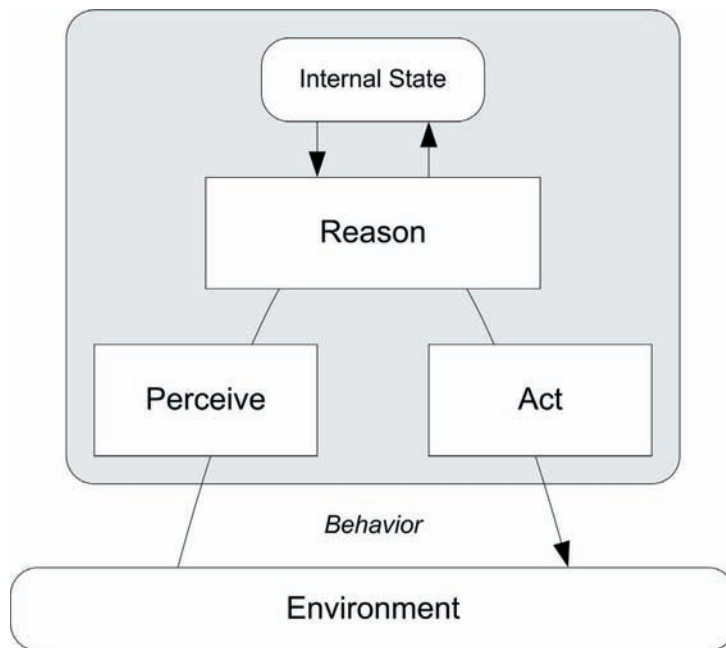 Internal State
Reason
Perceive
Act
Behavior
Environment